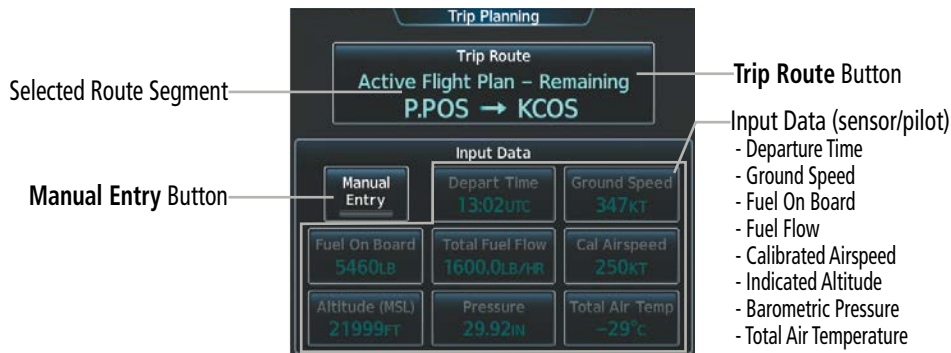 Trip Planning
Trip Route
Active Flight Plan – Remaining
P.POS → KCOS
Selected Route Segment
Trip Route Button
Input Data
Manual
Entry
Depart Time
13:02UTC
Ground Speed
347KT
Fuel On Board
5460LB
Total Fuel Flow
1600.0LB/HR
Cal Airspeed
250KT
Altitude (MSL)
21999FT
Pressure
29.92IN
Total Air Temp
-29°C
Manual Entry Button
Input Data (sensor/pilot)
- Departure Time
- Ground Speed
- Fuel On Board
- Fuel Flow
- Calibrated Airspeed
- Indicated Altitude
- Barometric Pressure
- Total Air Temperature